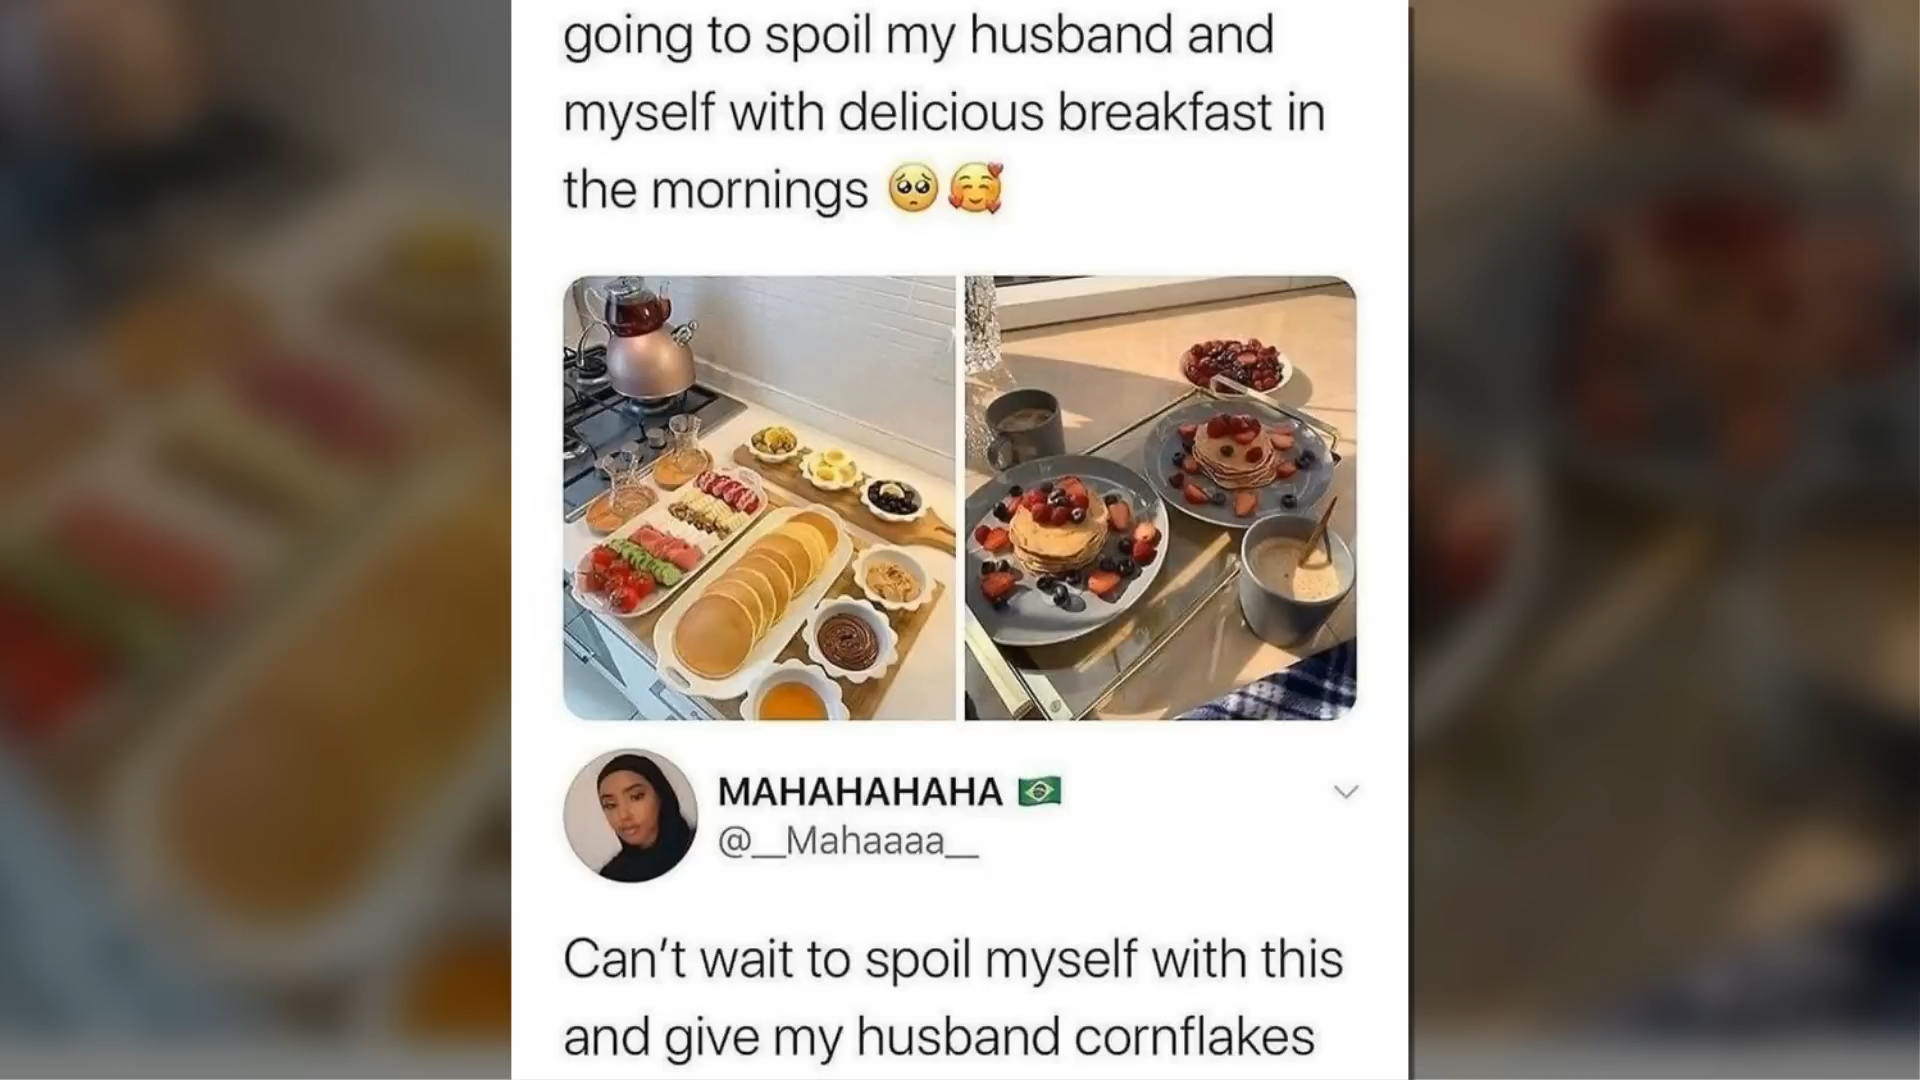 going to spoil my husband and
myself with delicious breakfast in
the mornings 🥺🥰
MAHAHAHAHA 🇧🇷
@__Mahaaaa__
Can't wait to spoil myself with this
and give my husband cornflakes